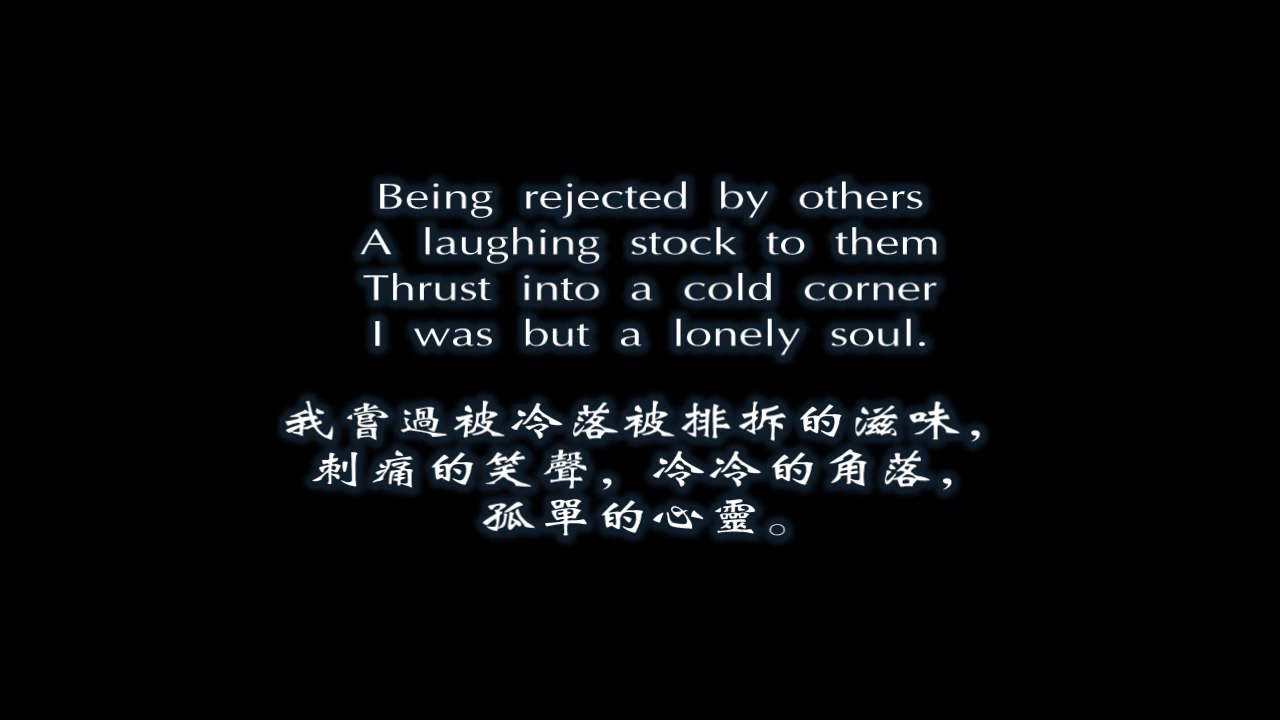 Being rejected by others
A laughing stock to them
Thrust into a cold corner
I was but a lonely soul.
我嘗過被冷落被排拆的滋味，
刺痛的笑聲，冷冷的角落，
孤單的心靈。